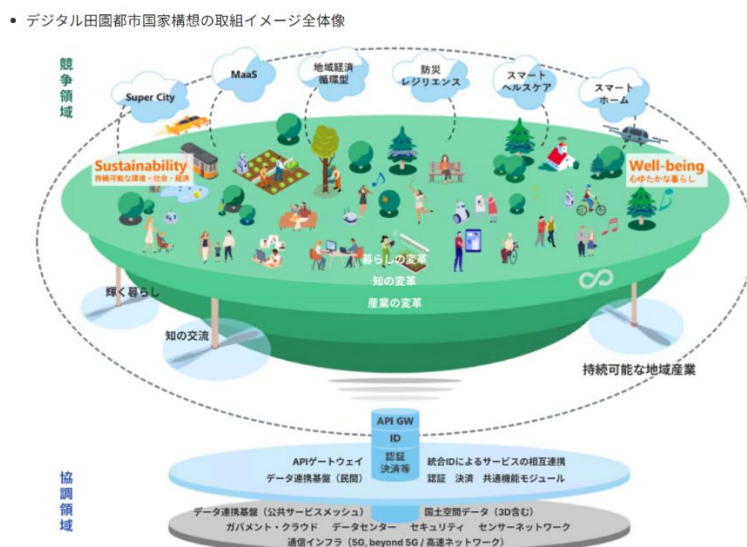 デジタル田園都市国家構想の取組イメージ全体像
競争領域
Super City
MaaS
地域経済
循環型
防災
レジリエンス
スマート
ヘルスケア
スマート
ホーム
Sustainability
持続可能な環境・社会・経済
Well-being
心ゆたかな暮らし
暮らしの変革
知の変革
産業の変革
輝く暮らし
知の交流
持続可能な地域産業
協調領域
API GW
ID
認証
決済等
APIゲートウェイ
統合IDによるサービスの相互連携
データ連携基盤（民間）
認証 決済 共通機能モジュール
データ連携基盤（公共サービスメッシュ）
国土空間データ（3D含む）
ガバメント・クラウド データセンター セキュリティ センサーネットワーク
通信インフラ（5G, beyond 5G / 高速ネットワーク）